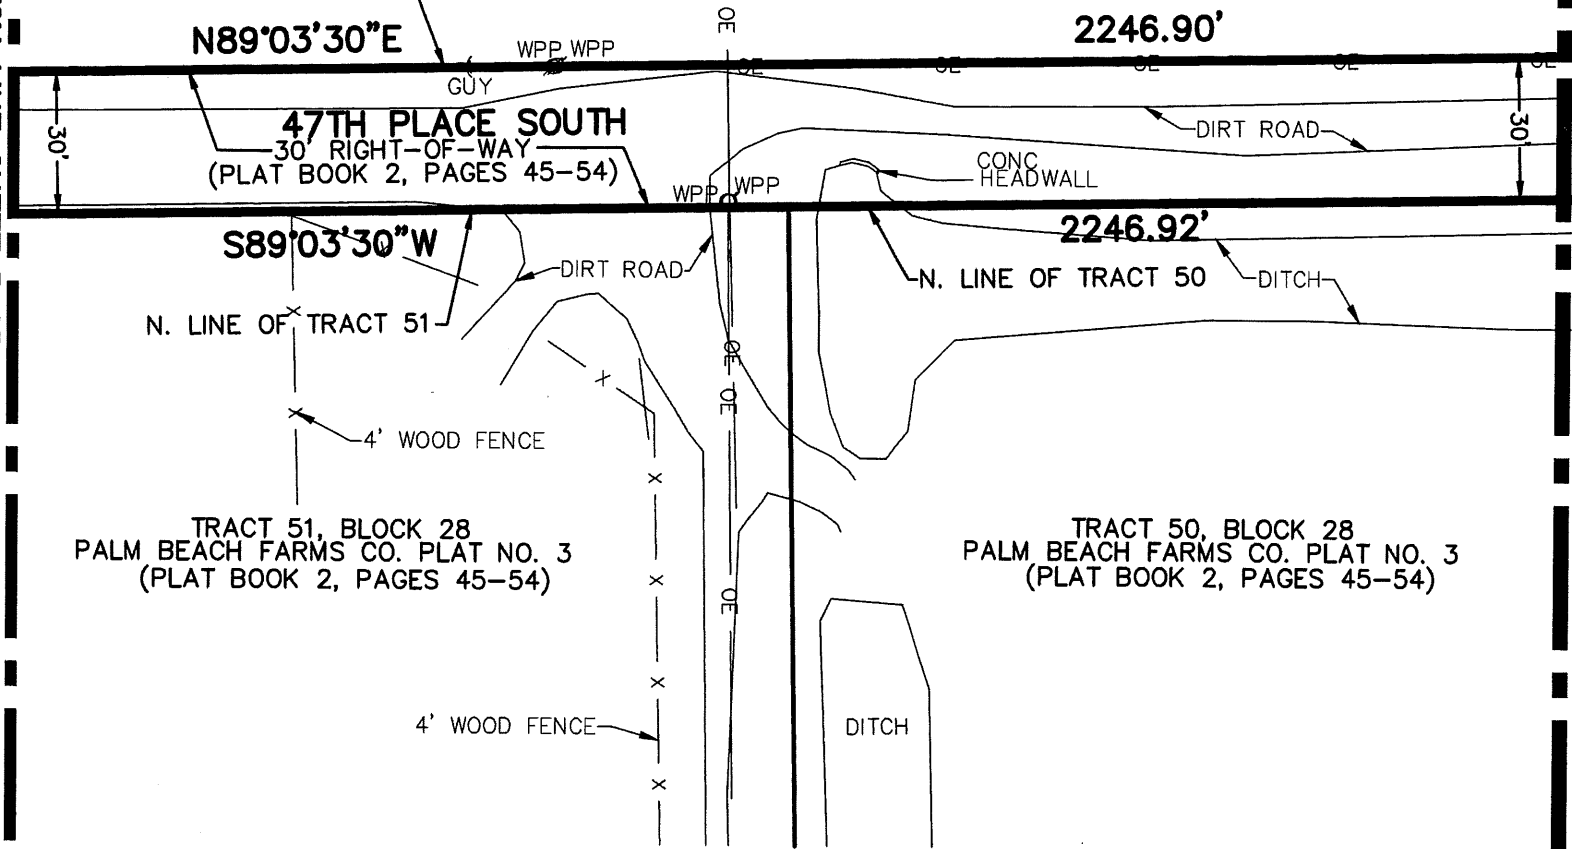 OE
N89°03'30"E
2246.90'
WPP WPP
OE OE OE OE OE
GUY
30'
47TH PLACE SOUTH
30' RIGHT-OF-WAY
(PLAT BOOK 2, PAGES 45-54)
DIRT ROAD
30'
CONC
HEADWALL
WPP WPP
S89°03'30"W
2246.92'
DIRT ROAD
N. LINE OF TRACT 50
DITCH
N. LINE OF TRACT 51
X
OE
X
OE
X
4' WOOD FENCE
X
TRACT 51, BLOCK 28
PALM BEACH FARMS CO. PLAT NO. 3
(PLAT BOOK 2, PAGES 45-54)
TRACT 50, BLOCK 28
PALM BEACH FARMS CO. PLAT NO. 3
(PLAT BOOK 2, PAGES 45-54)
X
OE
X
4' WOOD FENCE
DITCH
X